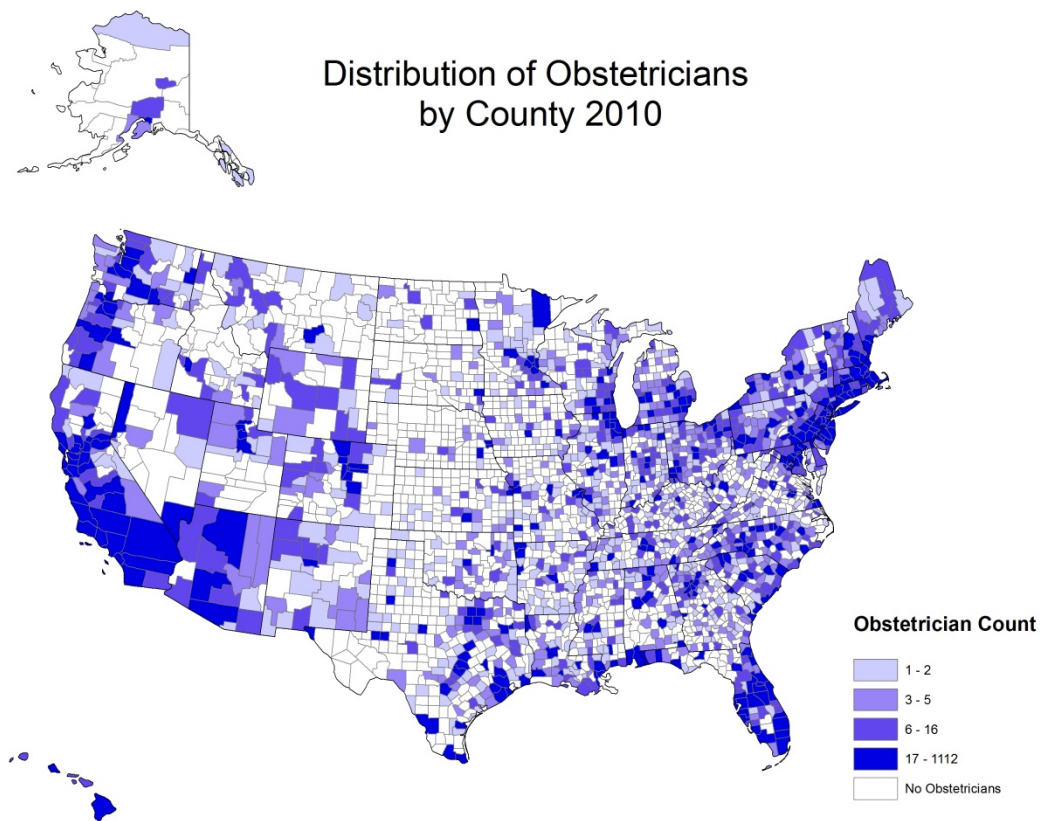 Distribution of Obstetricians
by County 2010
Obstetrician Count
1 - 2
3 - 5
6 - 16
17 - 1112
No Obstetricians